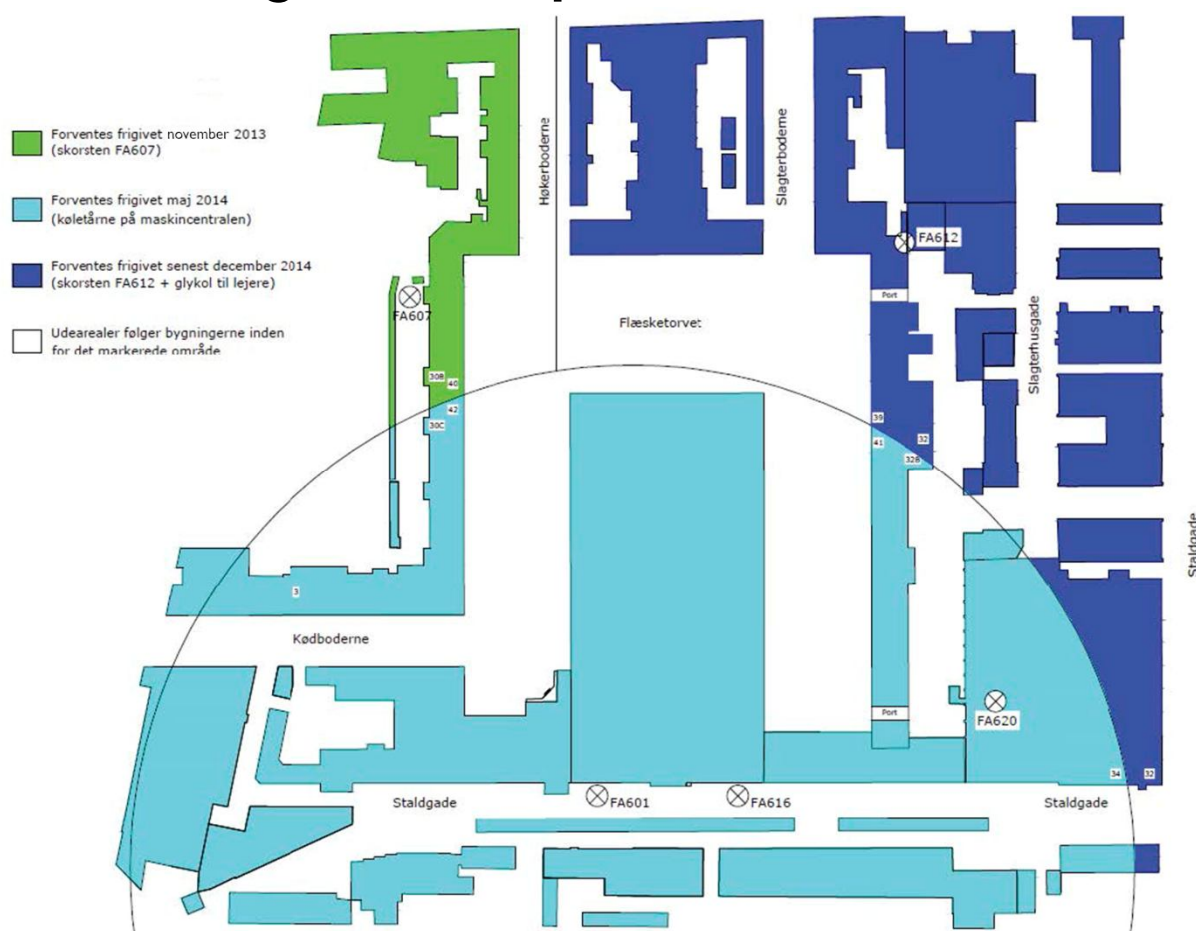 Forventes frigivet november 2013
(skorsten FA607)
Forventes frigivet maj 2014
(køletårne på maskincentralen)
Forventes frigivet senest december 2014
(skorsten FA612 + glykol til lejere)
Udearealer følger bygningerne inden
for det markerede område
Høkerboderne
Slagterboderne
FA612
Port
FA607
Flæsketorvet
Slagterhusgade
30B
40
42
30C
39
41
32
32B
Staldgade
3
Kødboderne
FA620
Port
34
32
Staldgade
FA601
FA616
Staldgade